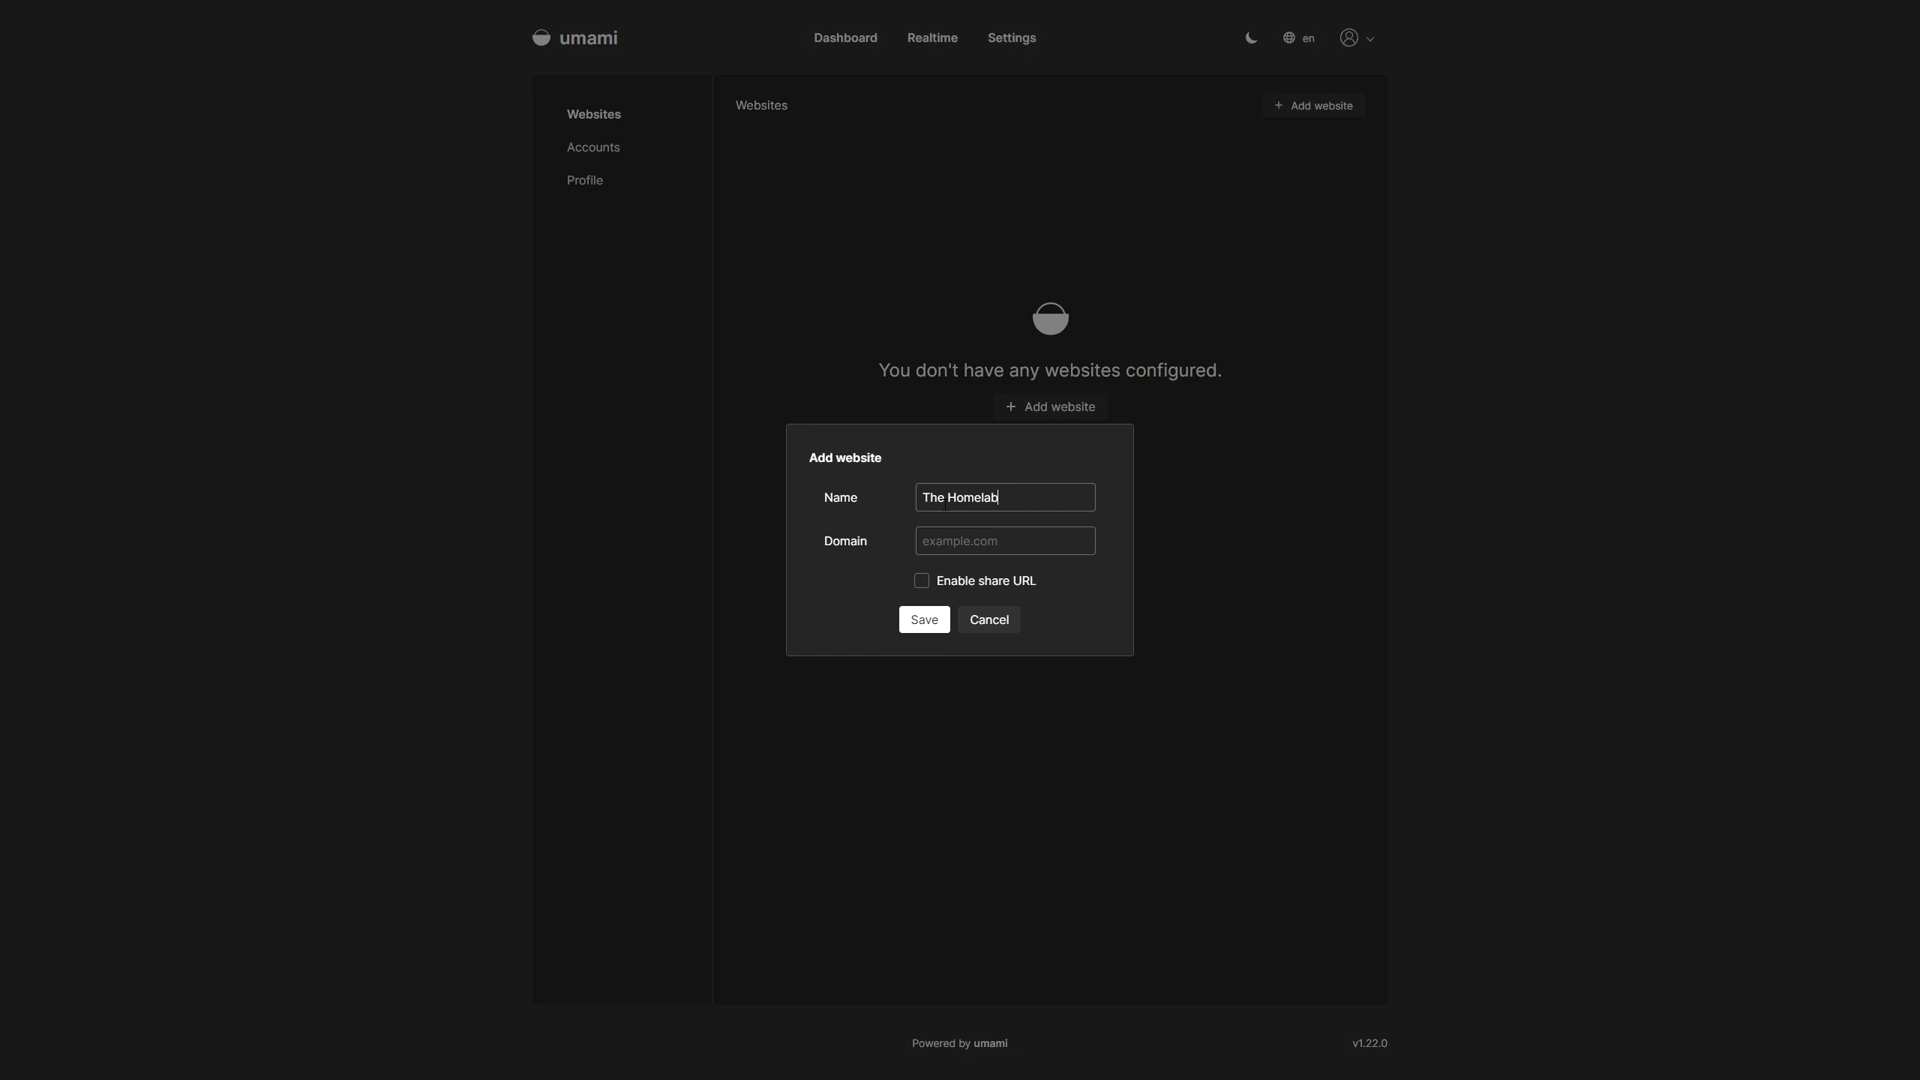 umami
Dashboard
Realtime
Settings
en
Websites
Accounts
Profile
Websites
+ Add website
You don't have any websites configured.
+ Add website
Add website
Name
The Homelab
Domain
example.com
Enable share URL
Save
Cancel
Powered by umami
v1.22.0